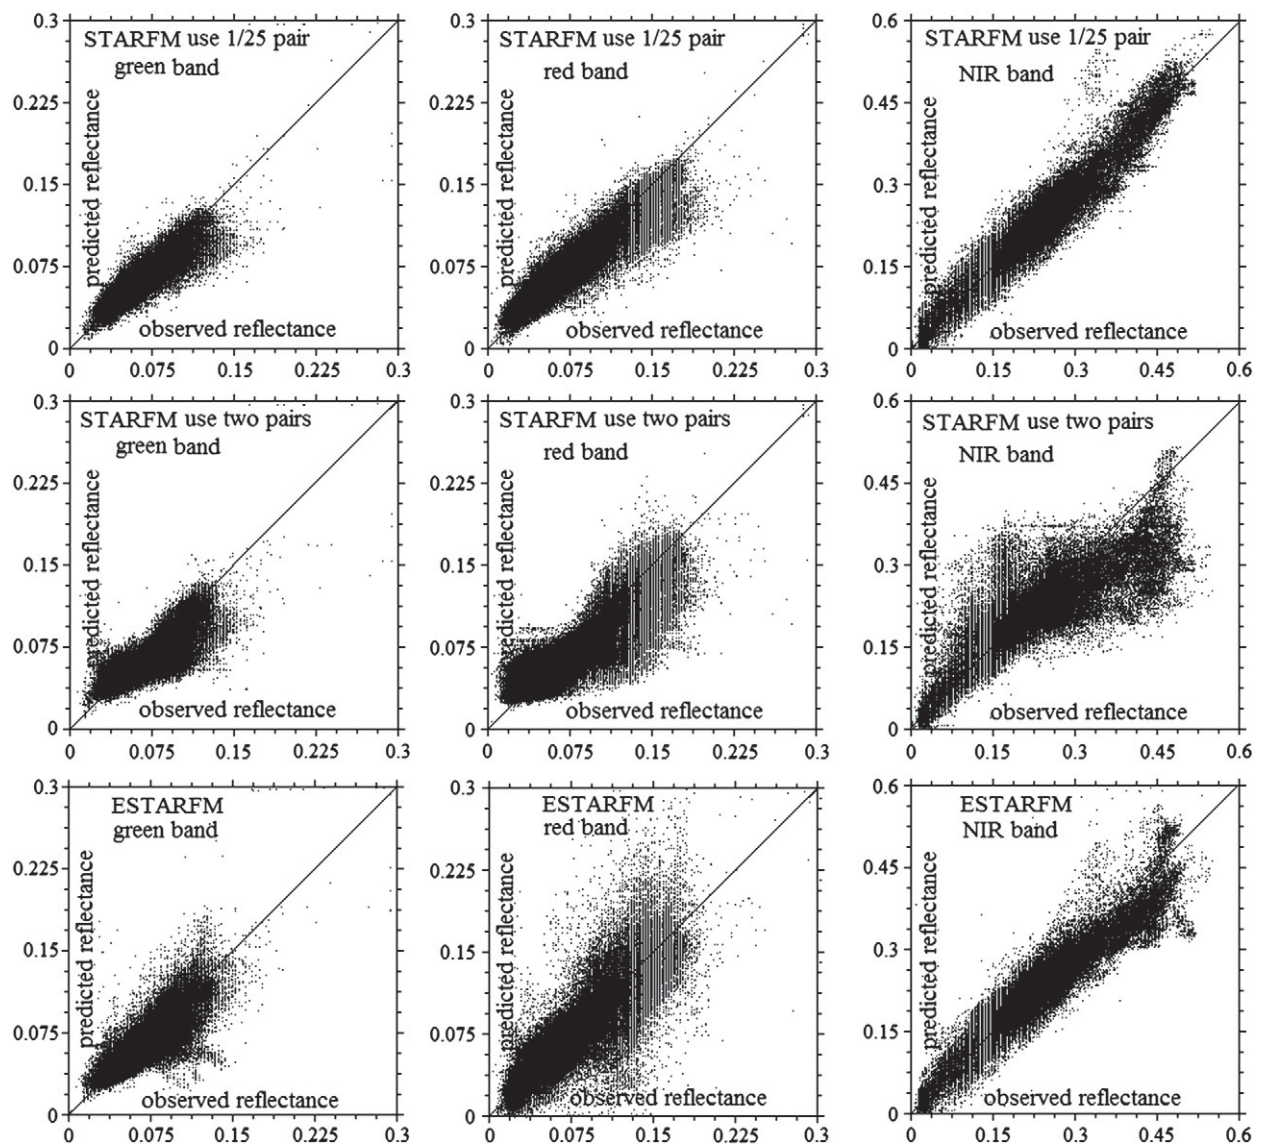 0.3
STARFM use 1/25 pair
green band
0.225
predicted reflectance
0.15
0.075
observed reflectance
0
0 0.075 0.15 0.225 0.3
0.3
STARFM use 1/25 pair
red band
0.225
predicted reflectance
0.15
0.075
observed reflectance
0
0 0.075 0.15 0.225 0.3
0.6
STARFM use 1/25 pair
NIR band
0.45
predicted reflectance
0.3
0.15
observed reflectance
0
0 0.15 0.3 0.45 0.6
0.3
STARFM use two pairs
green band
0.225
predicted reflectance
0.15
0.075
observed reflectance
0
0 0.075 0.15 0.225 0.3
0.3
STARFM use two pairs
red band
0.225
predicted reflectance
0.15
0.075
observed reflectance
0
0 0.075 0.15 0.225 0.3
0.6
STARFM use two pairs
NIR band
0.45
predicted reflectance
0.3
0.15
observed reflectance
0
0 0.15 0.3 0.45 0.6
0.3
ESTARFM
green band
0.225
predicted reflectance
0.15
0.075
observed reflectance
0
0 0.075 0.15 0.225 0.3
0.3
ESTARFM
red band
0.225
predicted reflectance
0.15
0.075
observed reflectance
0
0 0.075 0.15 0.225 0.3
0.6
ESTARFM
NIR band
0.45
predicted reflectance
0.3
0.15
observed reflectance
0
0 0.15 0.3 0.45 0.6